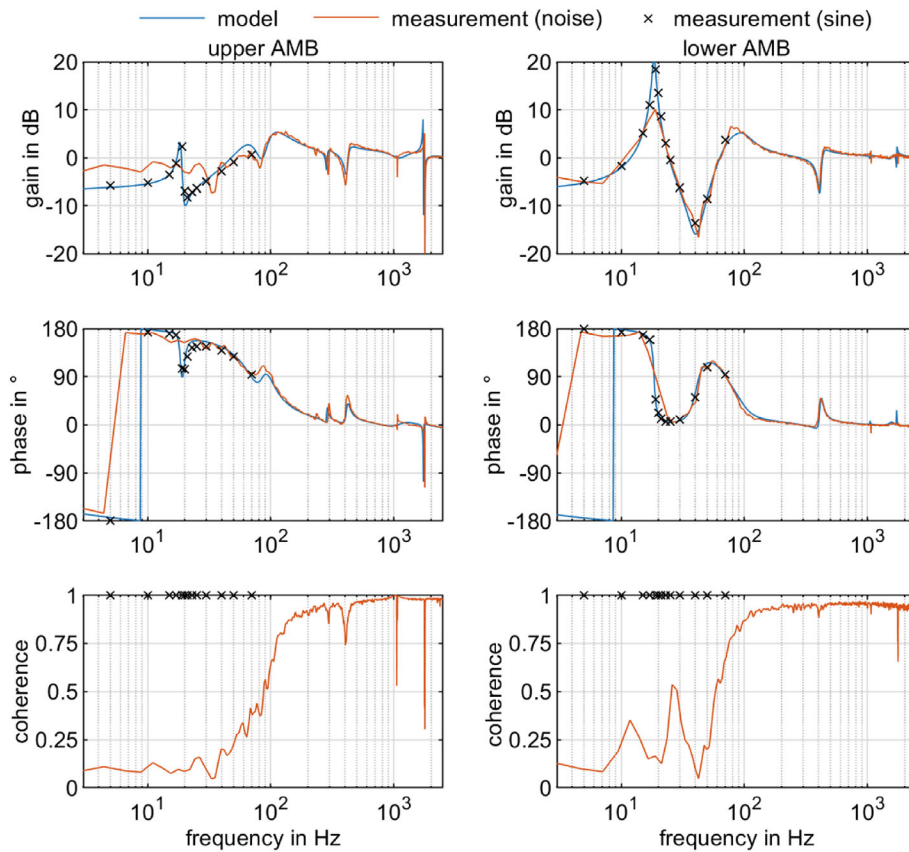 model measurement (noise) measurement (sine)
upper AMB lower AMB
gain in dB
20
10
0
-10
-20
10^1 10^2 10^3
gain in dB
20
10
0
-10
-20
10^1 10^2 10^3
phase in °
180
90
0
-90
-180
10^1 10^2 10^3
phase in °
180
90
0
-90
-180
10^1 10^2 10^3
coherence
1
0.75
0.5
0.25
0
10^1 10^2 10^3
frequency in Hz
coherence
1
0.75
0.5
0.25
0
10^1 10^2 10^3
frequency in Hz